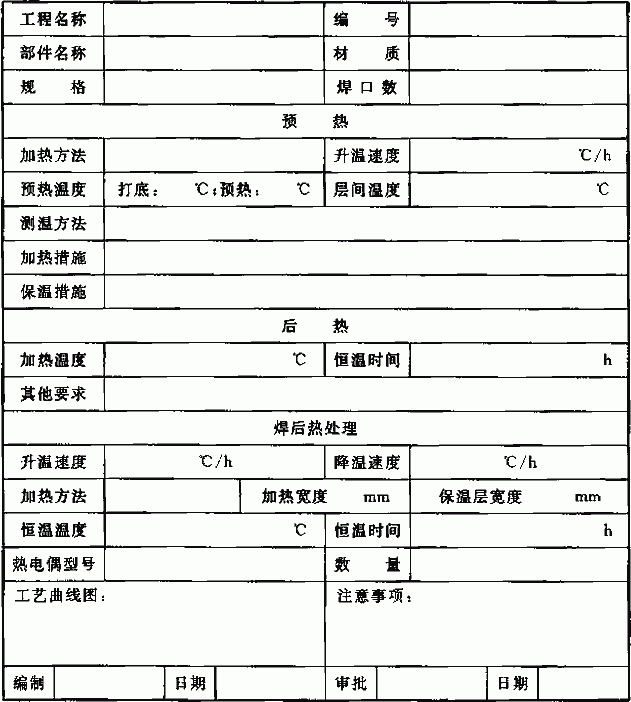 工程名称 编 号
部件名称 材 质
规 格 焊口数
预 热
加热方法 升温速度 ℃/h
预热温度 打底: ℃;预热: ℃ 层间温度 ℃
测温方法
加热措施
保温措施
后 热
加热温度 ℃ 恒温时间 h
其他要求
焊后热处理
升温速度 ℃/h 降温速度 ℃/h
加热方法 加热宽度 mm 保温层宽度 mm
恒温温度 ℃ 恒温时间 h
热电偶型号 数 量
工艺曲线图: 注意事项:
编制 日期 审批 日期